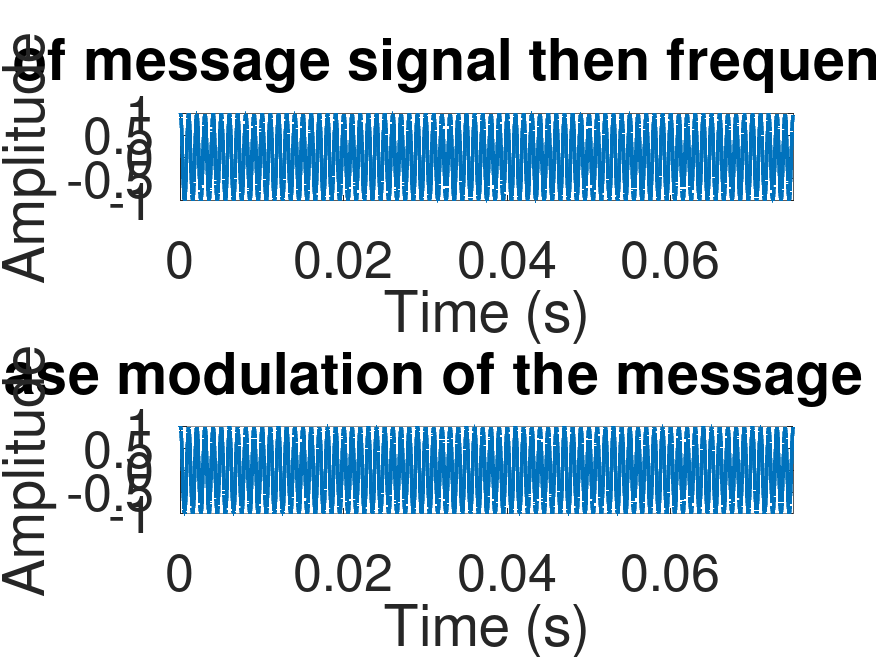 of message signal then frequen
Amplitude
1
0.5
0
-0.5
-1
0 0.02 0.04 0.06
Time (s)
ase modulation of the message
Amplitude
1
0.5
0
-0.5
-1
0 0.02 0.04 0.06
Time (s)